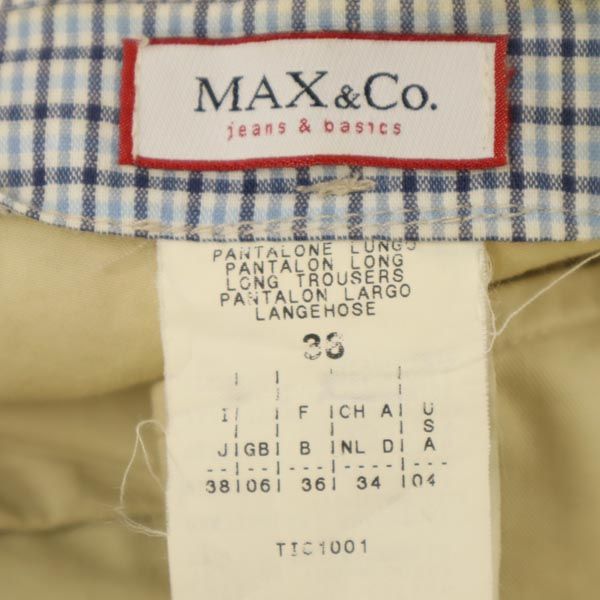 MAX&Co.
jeans & basics
PANTALONE LUNGO
PANTALON LONG
LONG TROUSERS
PANTALON LARGO
LANGEHOSE
38
I| | F |CH A| U
| | | | S
J|GB| B |NL D| A
38|06| 36| 34 |04
TIC1001